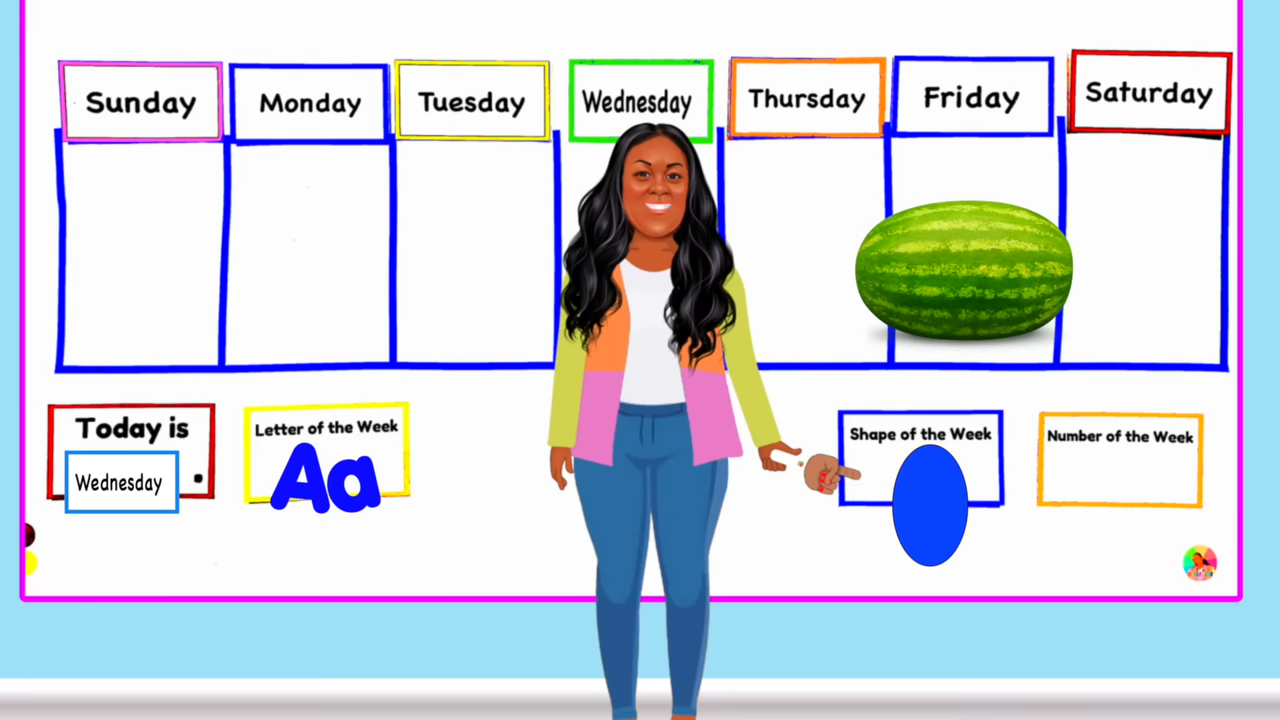 Sunday
Monday
Tuesday
Wednesday
Thursday
Friday
Saturday
Today is
Wednesday .
Letter of the Week
Aa
Shape of the Week
Number of the Week